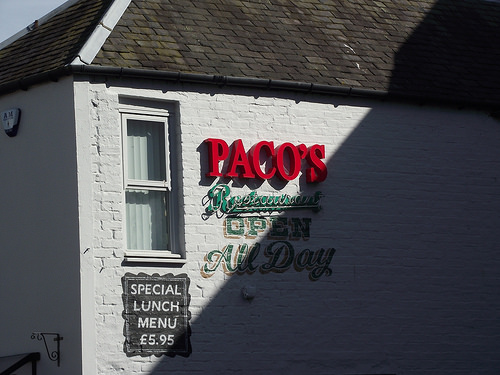 PACO'S
Restaurant
OPEN
All Day
SPECIAL
LUNCH
MENU
£5.95